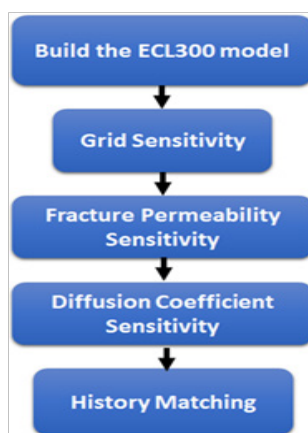 Build the ECL300 model
Grid Sensitivity
Fracture Permeability
Sensitivity
Diffusion Coefficient
Sensitivity
History Matching